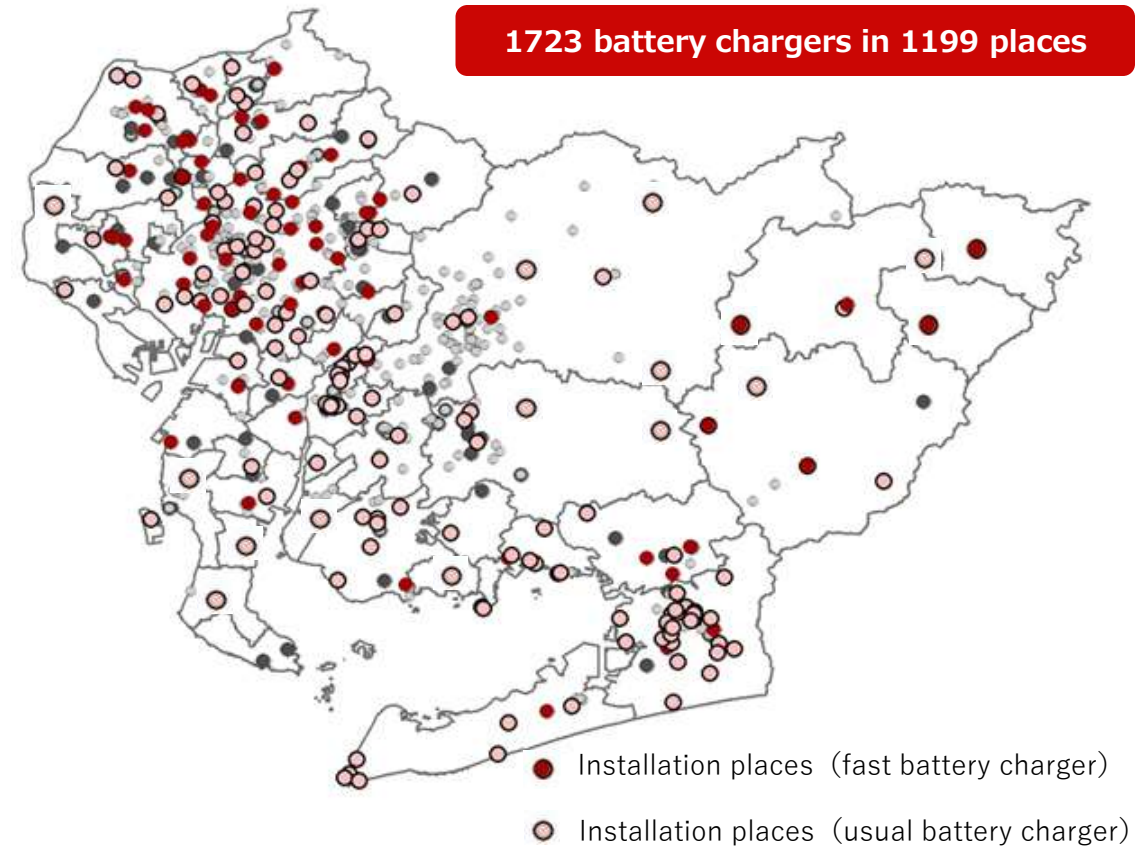 1723 battery chargers in 1199 places
Installation places（fast battery charger）
Installation places（usual battery charger）